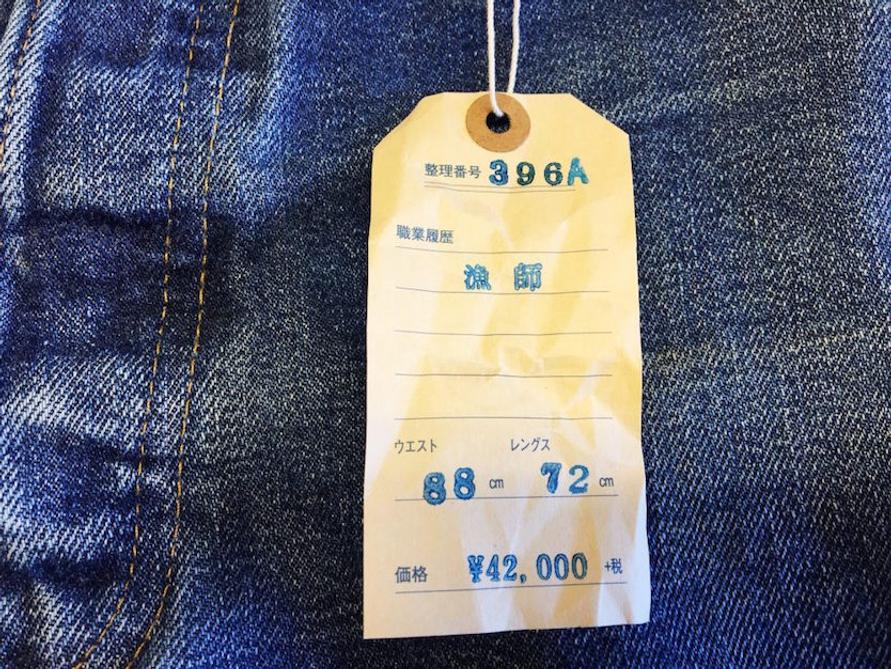 整理番号 396A
職業履歴
漁師
ウエスト レングス
88 cm 72 cm
価格 ¥42,000 +税